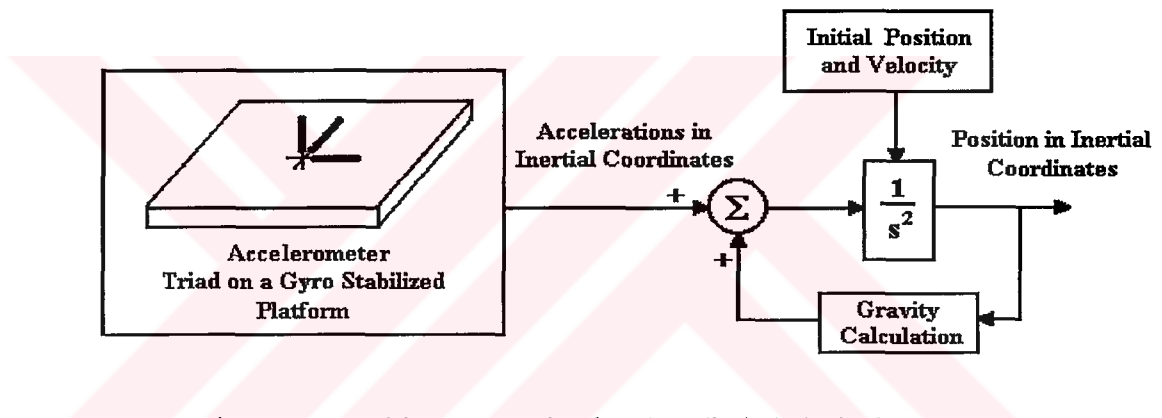 Initial Position
and Velocity
Accelerations in
Inertial Coordinates
Position in Inertial
Coordinates
+
Σ
1
s²
+
Accelerometer
Triad on a Gyro Stabilized
Platform
Gravity
Calculation